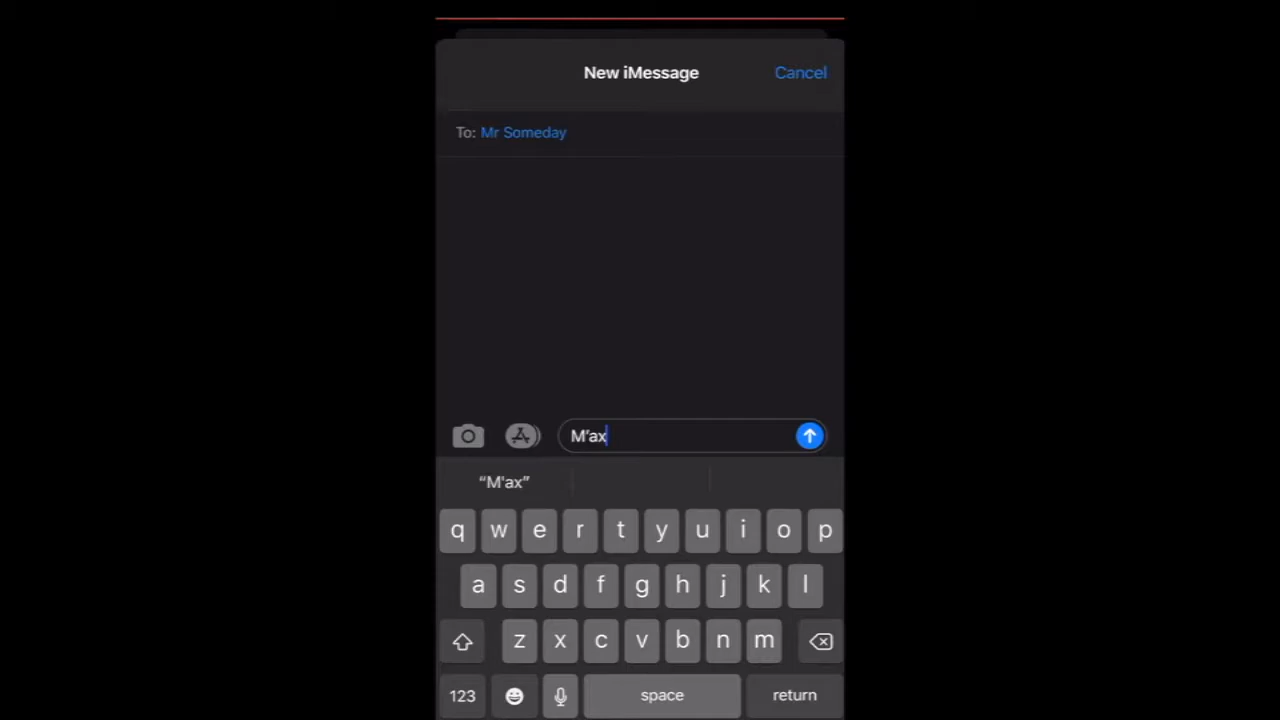 New iMessage
Cancel
To: Mr Someday
M'ax
“M'ax”
q w e r t y u i o p
a s d f g h j k l
z x c v b n m
123
space
return